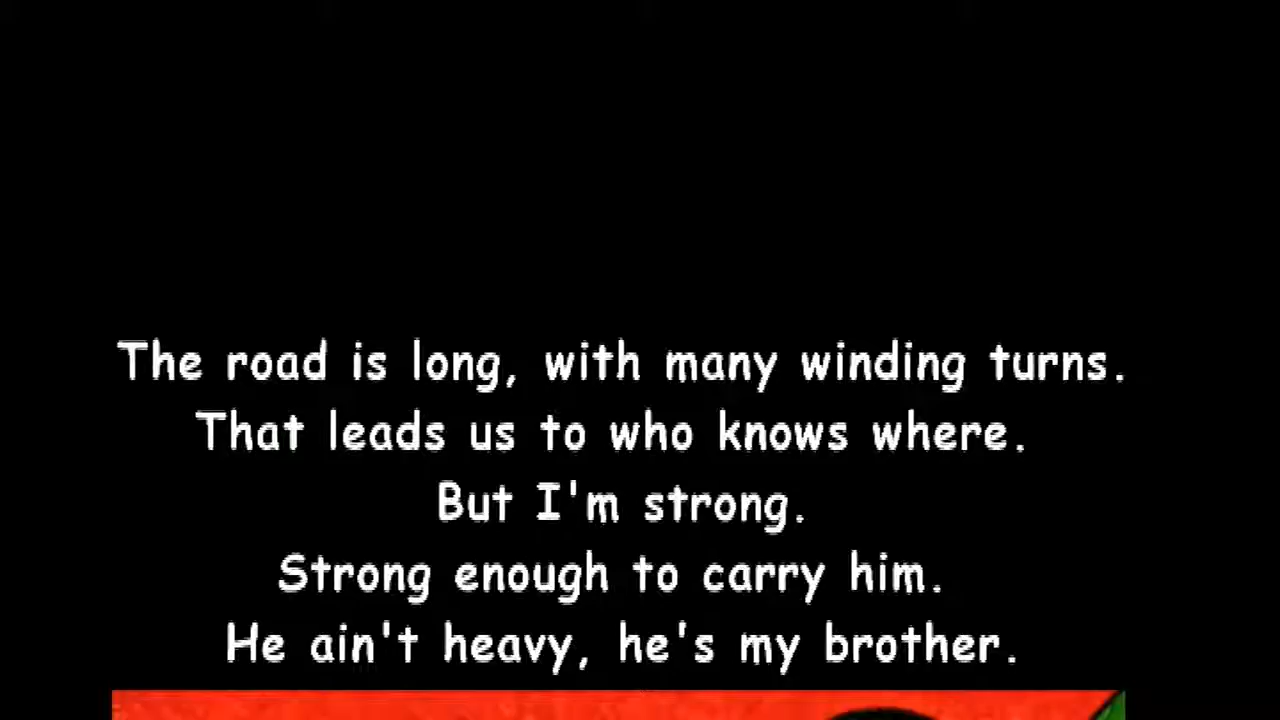 The road is long, with many winding turns.
That leads us to who knows where.
But I'm strong.
Strong enough to carry him.
He ain't heavy, he's my brother.